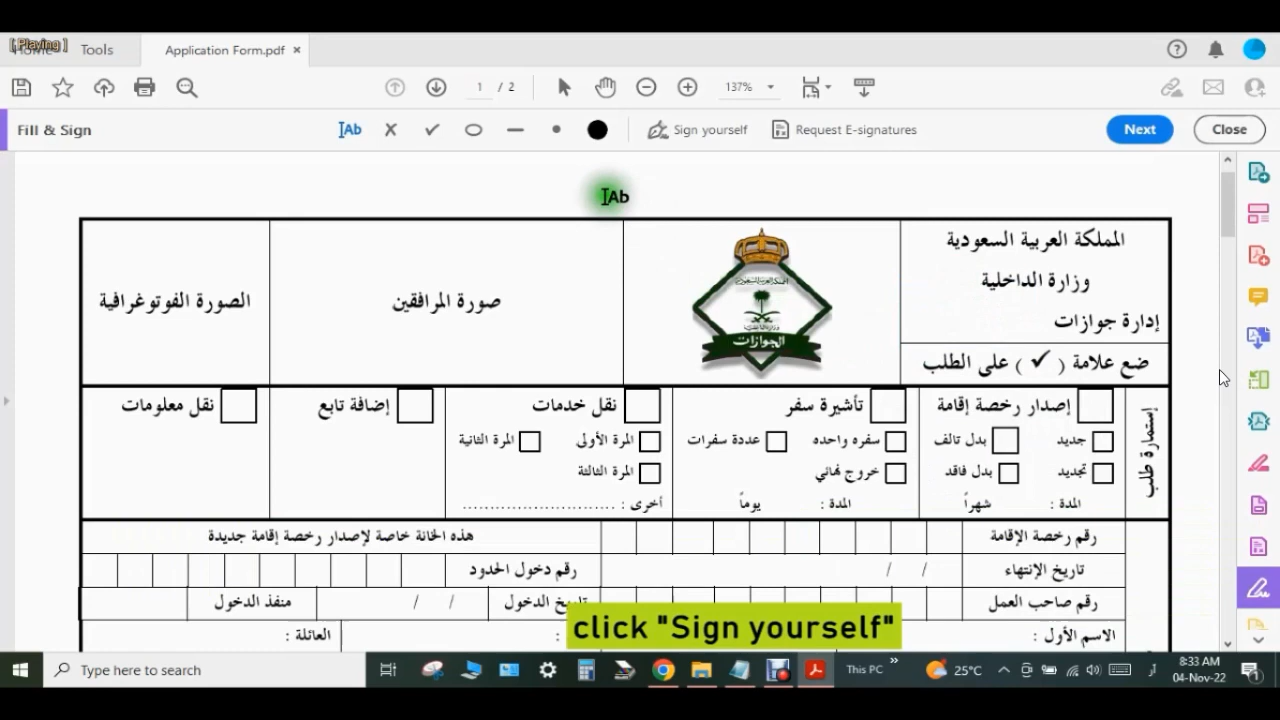 [ Playing ]
Home
Tools
Application Form.pdf ×
1 / 2
137%
Fill & Sign
IAb
Sign yourself
Request E-signatures
Next
Close
IAb
المملكة العربية السعودية
وزارة الداخلية
إدارة جوازات
ضع علامة ( ✓ ) على الطلب
الجوازات
صورة المرافقين
الصورة الفوتوغرافية
إستمارة طلب
إصدار رخصة إقامة
تأشيرة سفر
نقل خدمات
إضافة تابع
نقل معلومات
جديد
بدل تالف
سفره واحده
عددة سفرات
المرة الأولى
المرة الثانية
تجديد
بدل فاقد
خروج نهائي
المرة الثالثة
المدة :
شهراً
المدة :
يوماً
أخرى : ............................
رقم رخصة الإقامة
هذه الخانة خاصة لإصدار رخصة إقامة جديدة
تاريخ الإنتهاء
/ /
رقم دخول الحدود
رقم صاحب العمل
تاريخ الدخول
/ /
منفذ الدخول
الاسم الأول :
العائلة :
click "Sign yourself"
Type here to search
This PC
25°C
8:33 AM
04-Nov-22